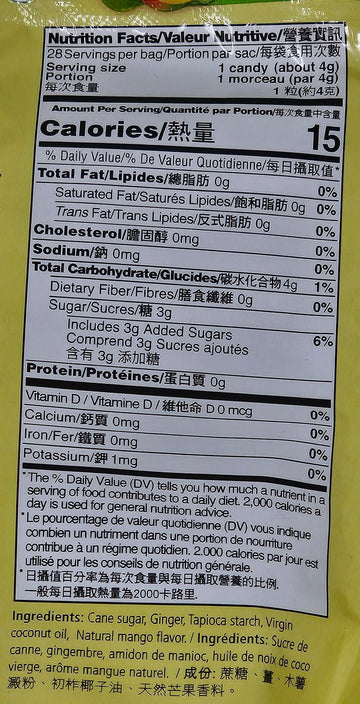 Nutrition Facts/Valeur Nutritive/營養資訊
28 Servings per bag/Portion par sac/每袋食用次數
Serving size 1 candy (about 4g)
Portion 1 morceau (par 4g)
每次食量 1 粒(約4克)
Amount Per Serving/Quantité par Portion/每次食量中含量
Calories/熱量 15
% Daily Value/% De Valeur Quotidienne/每日攝取值*
Total Fat/Lipides/總脂肪 0g 0%
Saturated Fat/Saturés Lipides/飽和脂肪 0g 0%
Trans Fat/Trans Lipides/反式脂肪 0g 0%
Cholesterol/膽固醇 0mg 0%
Sodium/鈉 0mg 0%
Total Carbohydrate/Glucides/碳水化合物 4g 1%
Dietary Fiber/Fibres/膳食纖維 0g 0%
Sugar/Sucres/糖 3g
Includes 3g Added Sugars 6%
Comprend 3g Sucres ajoutés
含有 3g 添加糖
Protein/Protéines/蛋白質 0g
Vitamin D / Vitamine D / 維他命 D 0 mcg 0%
Calcium/鈣質 0mg 0%
Iron/Fer/鐵質 0mg 0%
Potassium/鉀 1mg 0%
*The % Daily Value (DV) tells you how much a nutrient in a
serving of food contributes to a daily diet. 2,000 calories a
day is used for general nutrition advice.
*Le pourcentage de valeur quotidienne (DV) vous indique
combien un nutriment dans une portion de nourriture
contribue à un régime quotidien. 2.000 calories par jour est
utilisé pour les conseils de nutrition générale.
*日攝值百分率為每次食量與每日攝取營養的比例.
一般每日攝取熱量為2000卡路里.
Ingredients: Cane sugar, Ginger, Tapioca starch, Virgin
coconut oil, Natural mango flavor. / Ingrédients: Sucre de
canne, gingembre, amidon de manioc, huile de noix de coco
vierge, arôme mangue naturel. / 成份: 蔗糖、薑、木薯
澱粉、初柞椰子油、天然芒果香料。